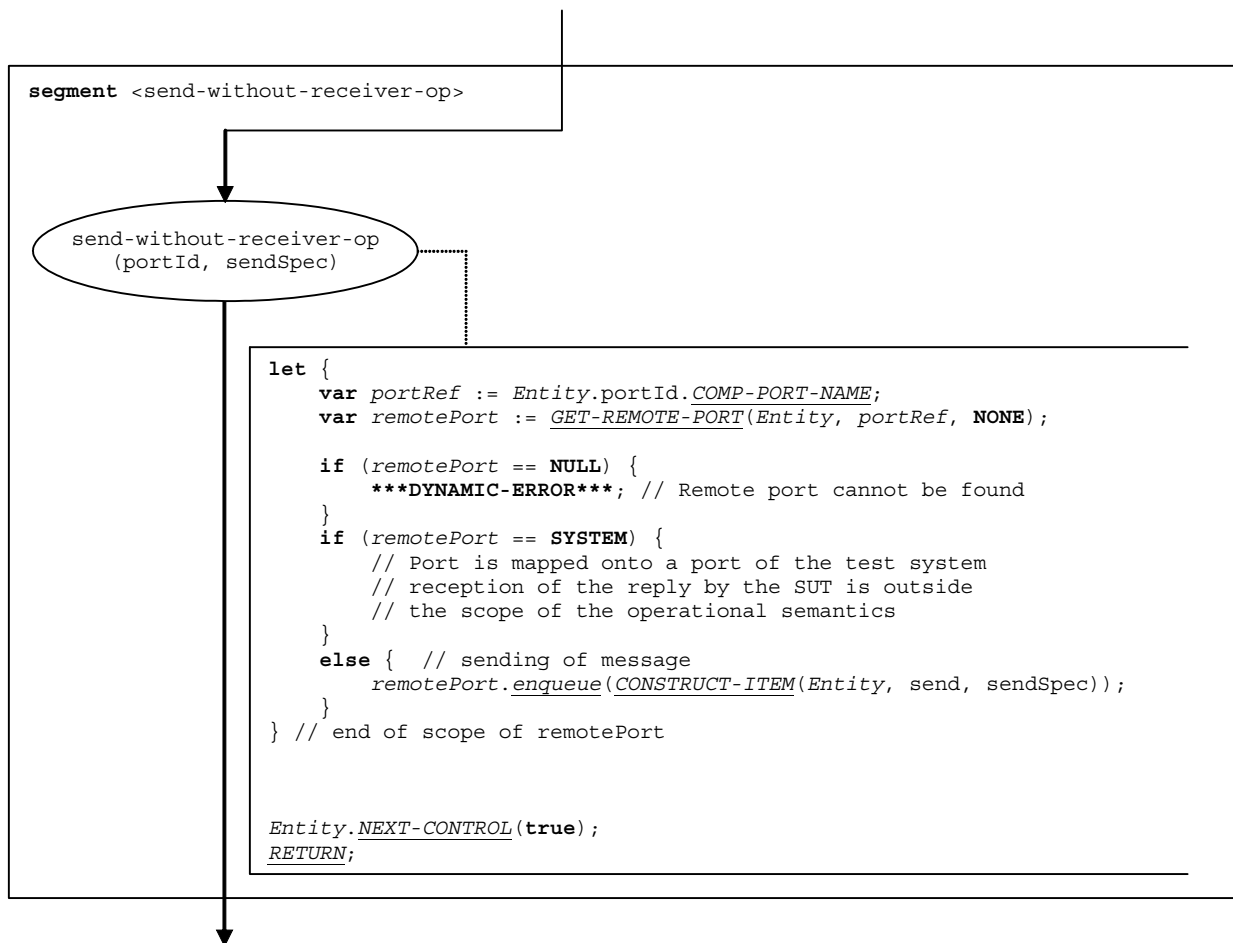 segment <send-without-receiver-op>
send-without-receiver-op
(portId, sendSpec)
let {
var portRef := Entity.portId.COMP-PORT-NAME;
var remotePort := GET-REMOTE-PORT(Entity, portRef, NONE);
if (remotePort == NULL) {
***DYNAMIC-ERROR***; // Remote port cannot be found
}
if (remotePort == SYSTEM) {
// Port is mapped onto a port of the test system
// reception of the reply by the SUT is outside
// the scope of the operational semantics
}
else {  // sending of message
remotePort.enqueue(CONSTRUCT-ITEM(Entity, send, sendSpec));
}
} // end of scope of remotePort
Entity.NEXT-CONTROL(true);
RETURN;